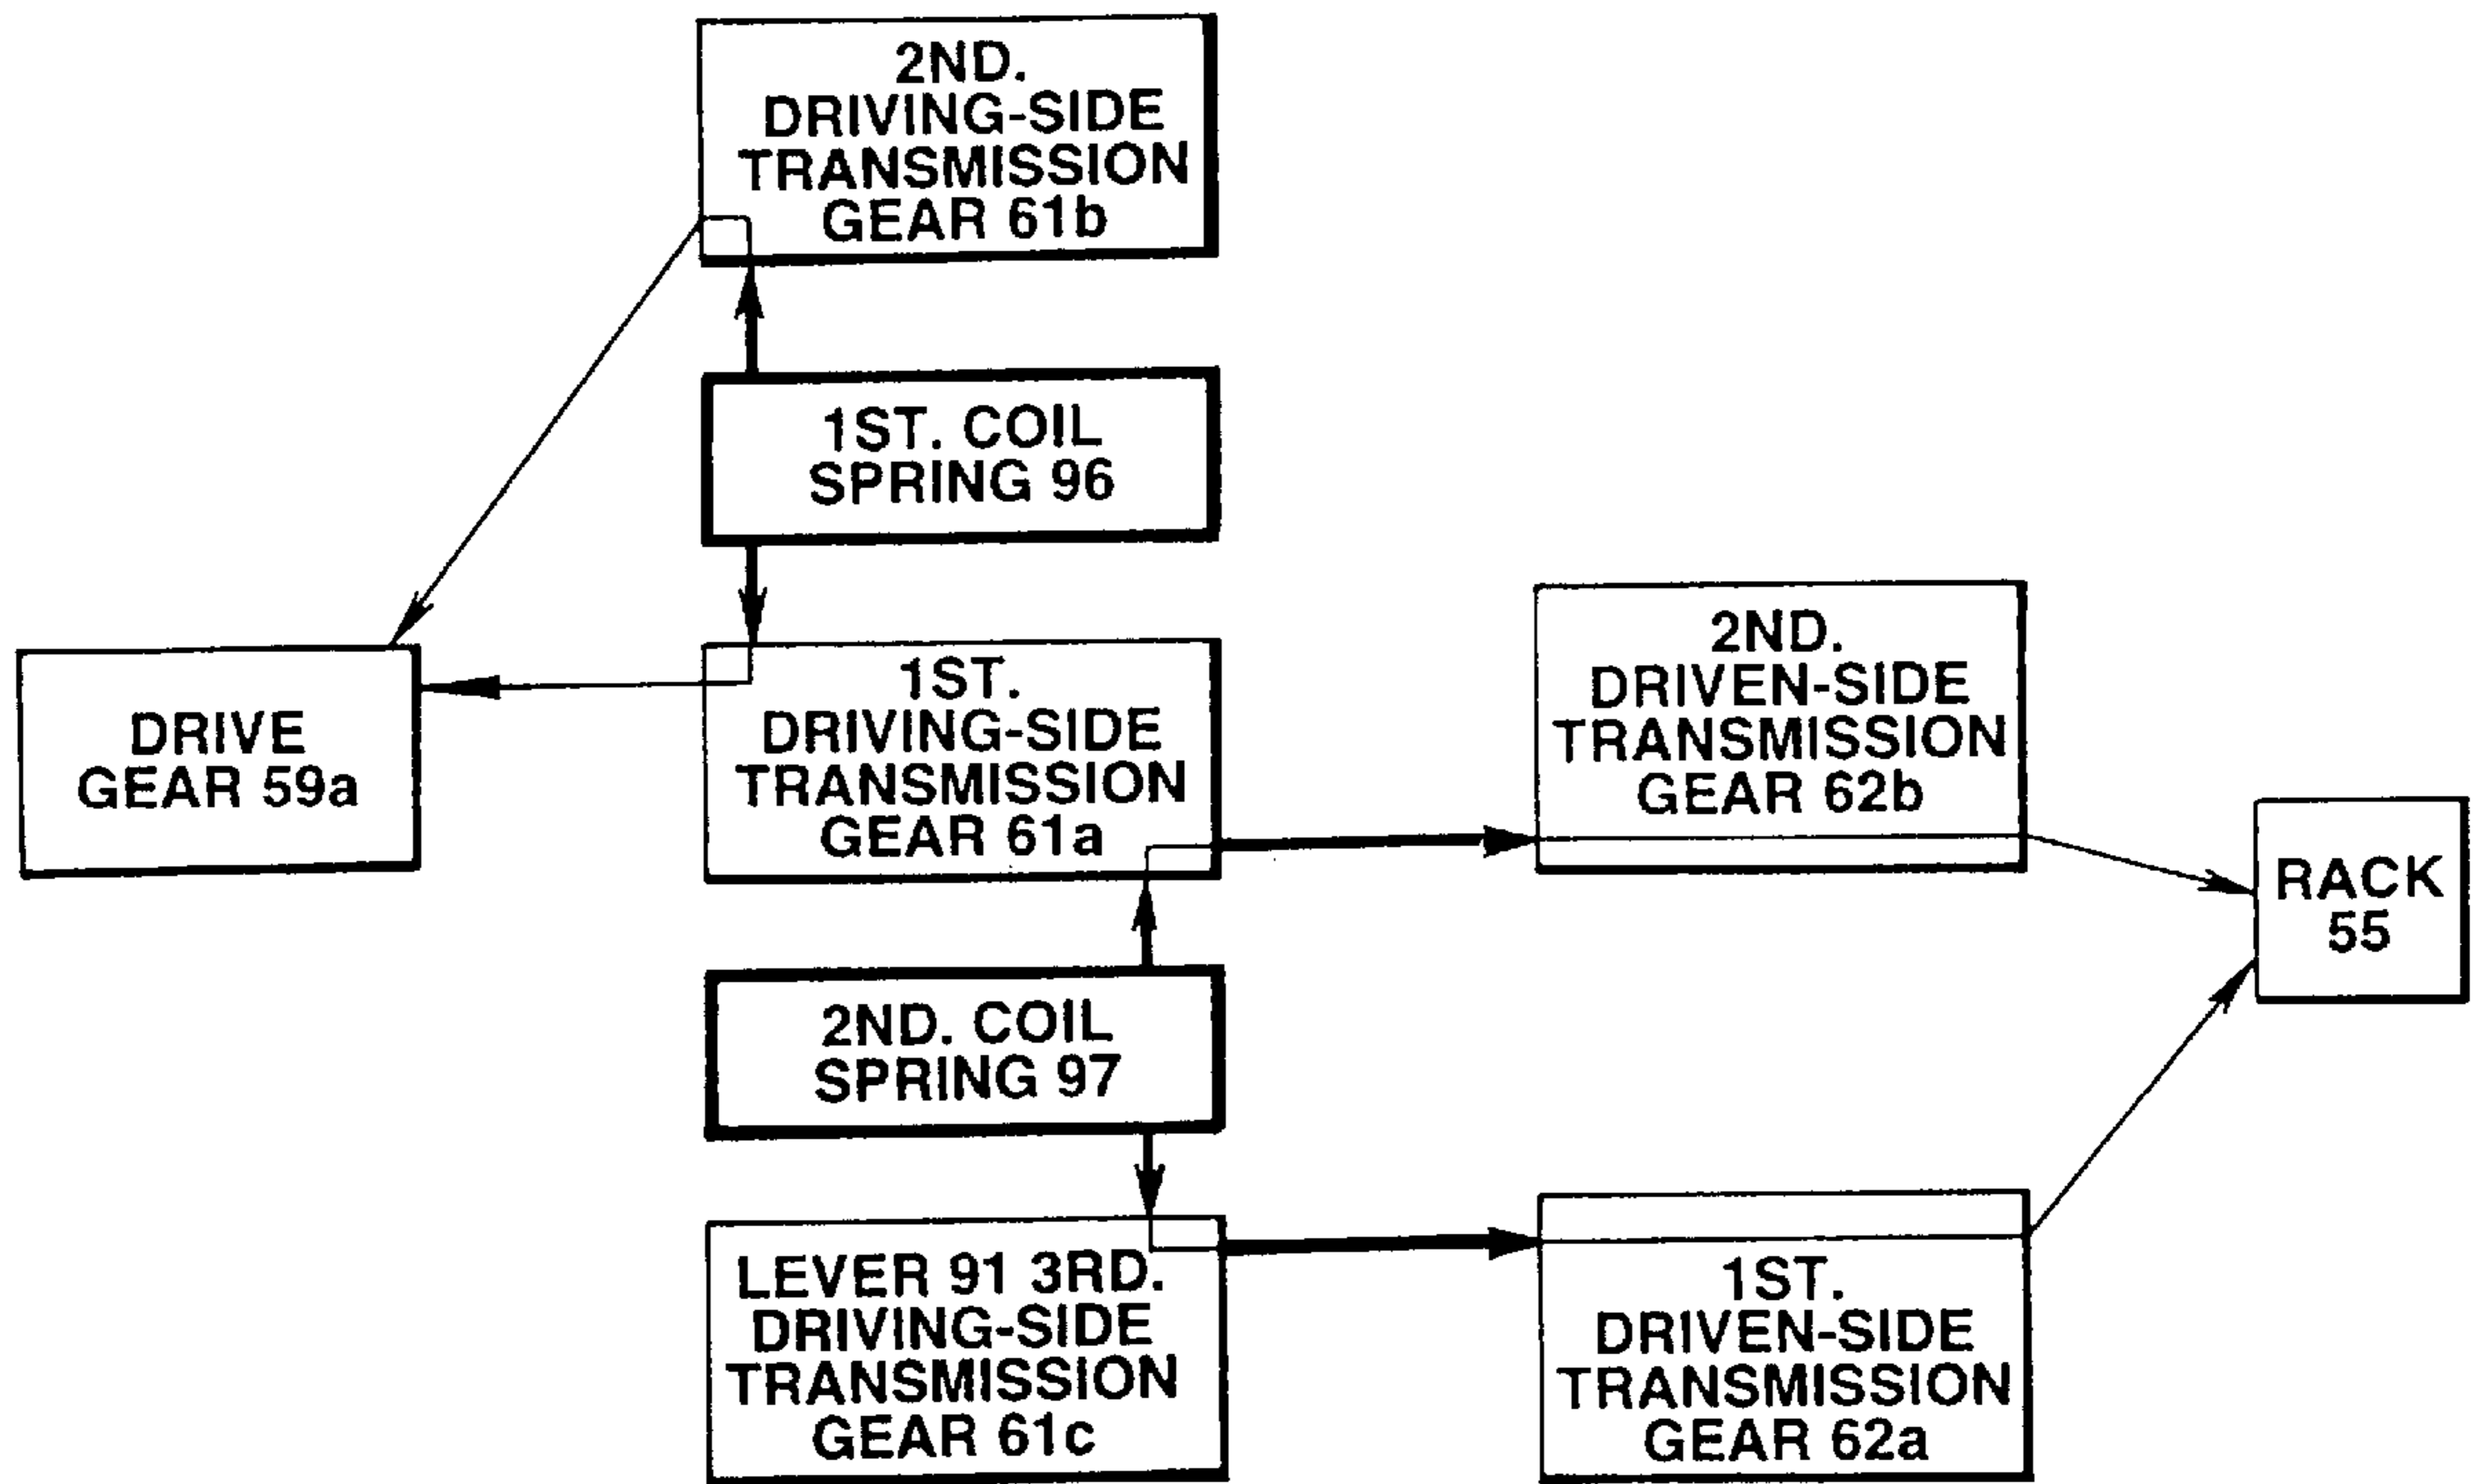 2ND.
DRIVING-SIDE
TRANSMISSION
GEAR 61b
1ST. COIL
SPRING 96
DRIVE
GEAR 59a
1ST.
DRIVING-SIDE
TRANSMISSION
GEAR 61a
2ND.
DRIVEN-SIDE
TRANSMISSION
GEAR 62b
RACK
55
2ND. COIL
SPRING 97
LEVER 91 3RD.
DRIVING-SIDE
TRANSMISSION
GEAR 61c
1ST.
DRIVEN-SIDE
TRANSMISSION
GEAR 62a